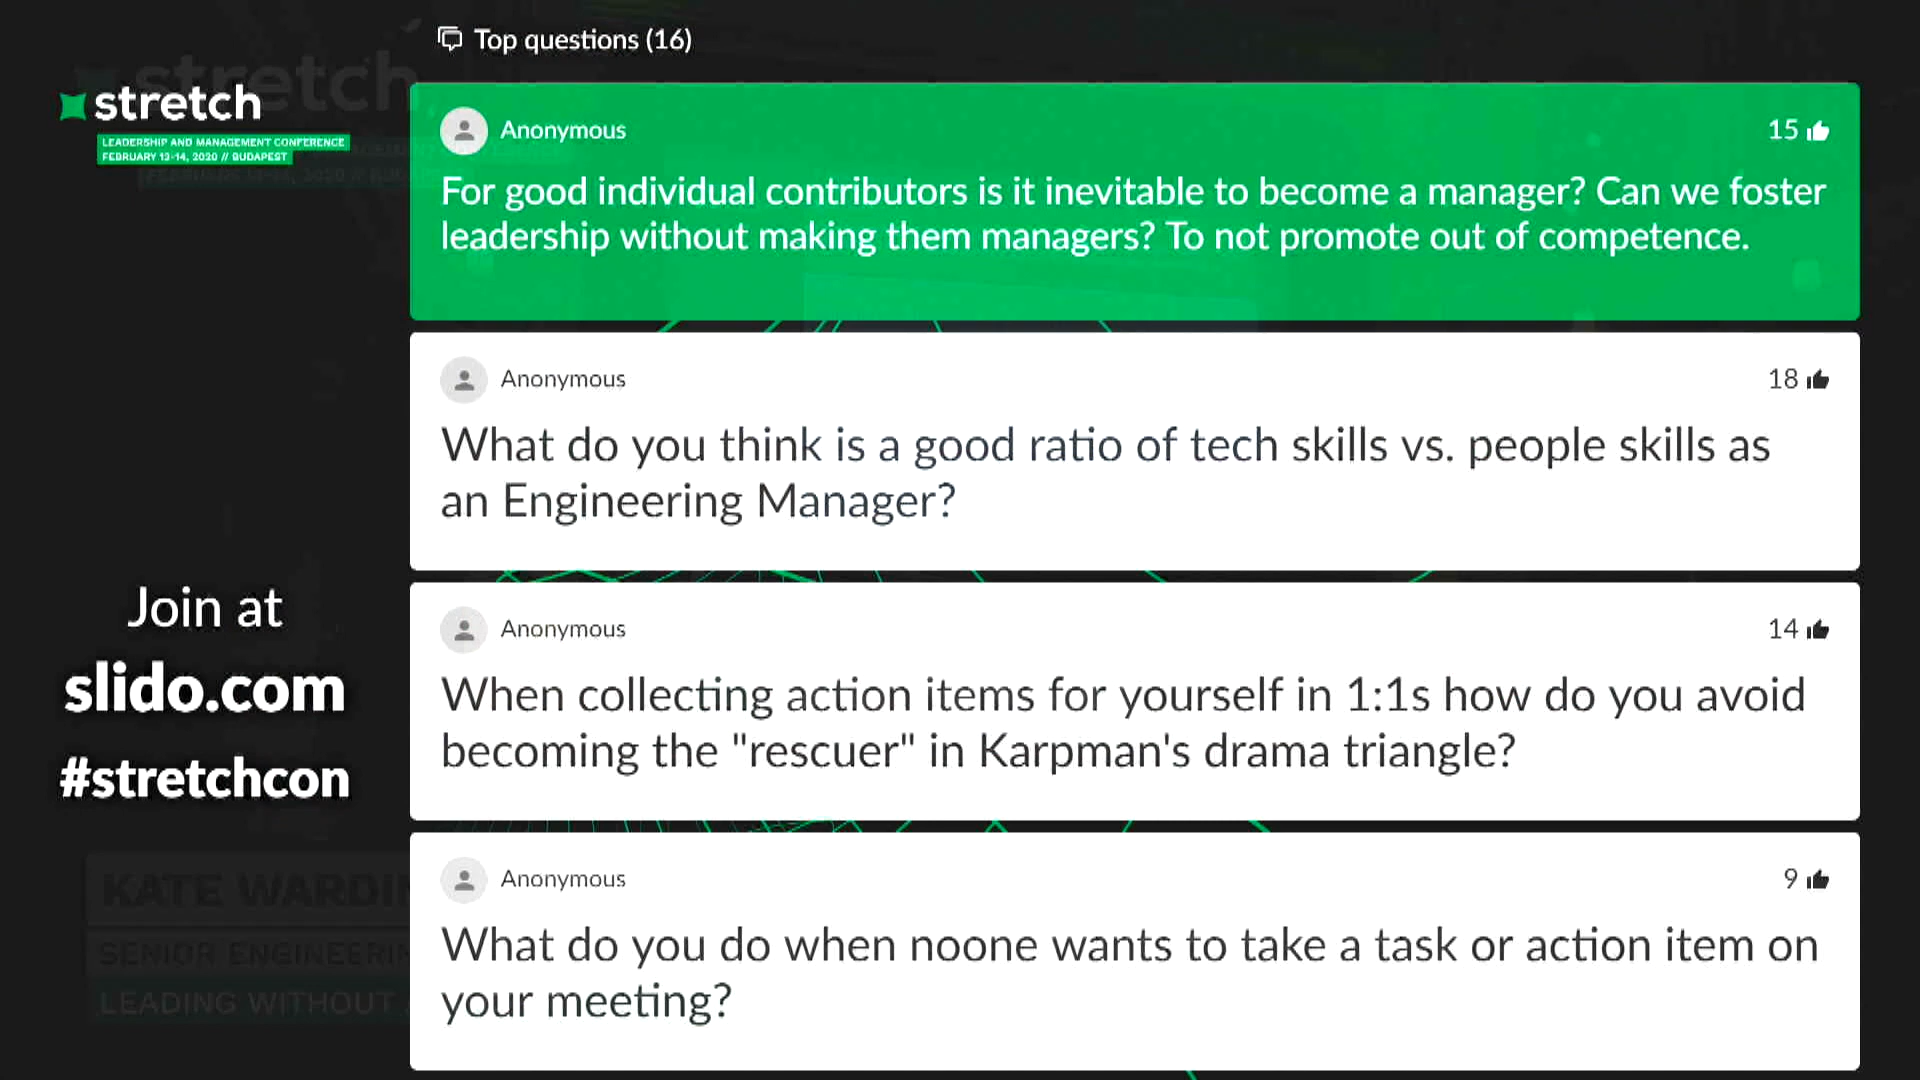 Top questions (16)
stretch
LEADERSHIP AND MANAGEMENT CONFERENCE
FEBRUARY 13-14, 2020 // BUDAPEST
Anonymous
15
For good individual contributors is it inevitable to become a manager? Can we foster
leadership without making them managers? To not promote out of competence.
Anonymous
18
What do you think is a good ratio of tech skills vs. people skills as
an Engineering Manager?
Join at
slido.com
#stretchcon
Anonymous
14
When collecting action items for yourself in 1:1s how do you avoid
becoming the "rescuer" in Karpman's drama triangle?
Anonymous
9
What do you do when noone wants to take a task or action item on
your meeting?
stretch
KATE
SENIOR
LEADING WITHOUT